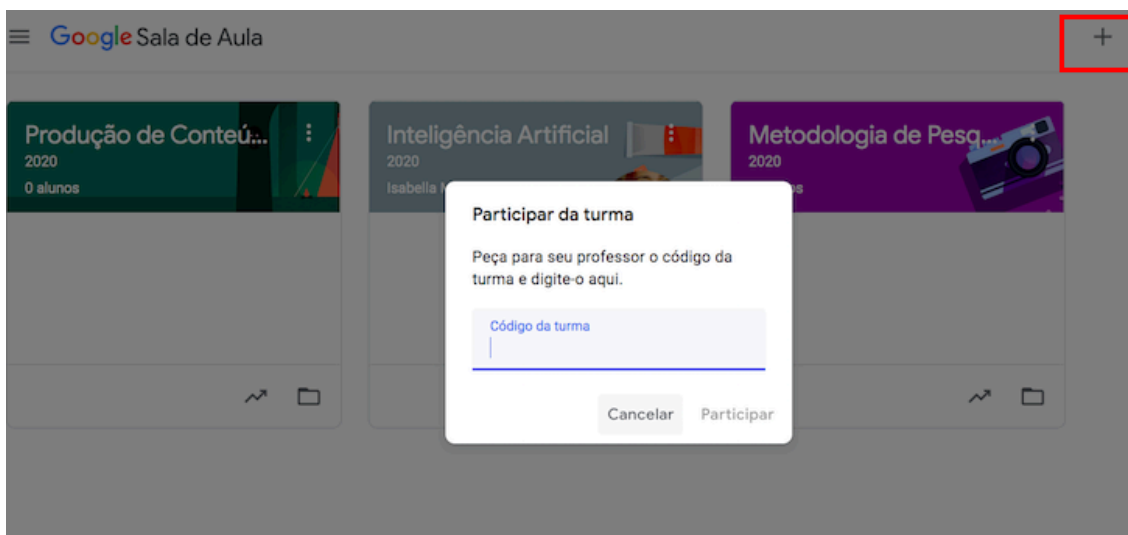 Google Sala de Aula
Produção de Conteú...
2020
0 alunos
Inteligência Artificial
2020
Isabella
Metodologia de Pesq...
2020
Participar da turma
Peça para seu professor o código da
turma e digite-o aqui.
Código da turma
Cancelar Participar